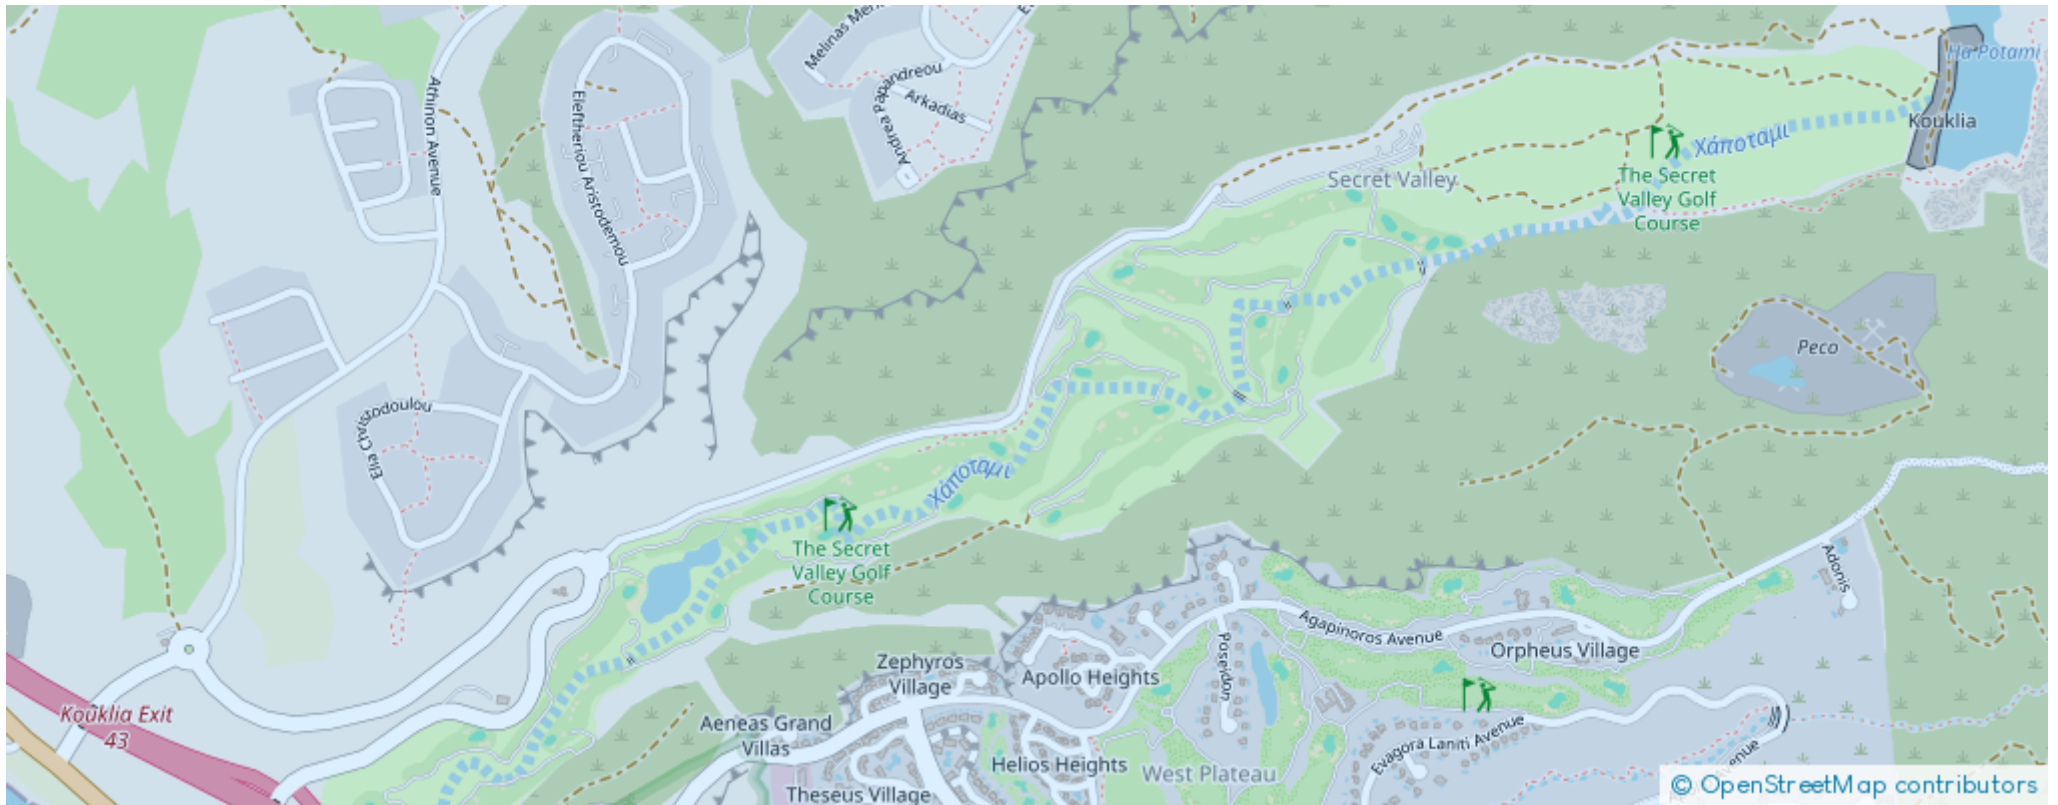 Melinas Mer
Andrea Papandreou
Arkadias
Athinon Avenue
Eleftheriou Aristodemou
Ha Potami
Kouklia
Χάποταμι
The Secret
Valley Golf
Course
Secret Valley
Peco
Elia Christodoulou
Χάποταμι
The Secret
Valley Golf
Course
Adonis
Agapinoros Avenue
Orpheus Village
Poseidon
Zephyros
Village
Apollo Heights
Kouklia Exit
43
Aeneas Grand
Villas
Evagora Laniti Avenue
Helios Heights
West Plateau
Theseus Village
Avenue
© OpenStreetMap contributors